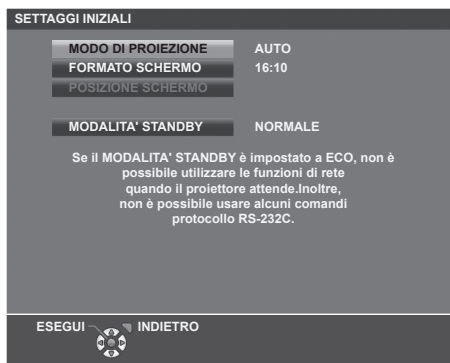 SETTAGGI INIZIALI
MODO DI PROIEZIONE AUTO
FORMATO SCHERMO 16:10
POSIZIONE SCHERMO
MODALITA' STANDBY NORMALE
Se il MODALITA' STANDBY è impostato a ECO, non è
possibile utilizzare le funzioni di rete
quando il proiettore attende.Inoltre,
non è possibile usare alcuni comandi
protocollo RS-232C.
ESEGUI INDIETRO